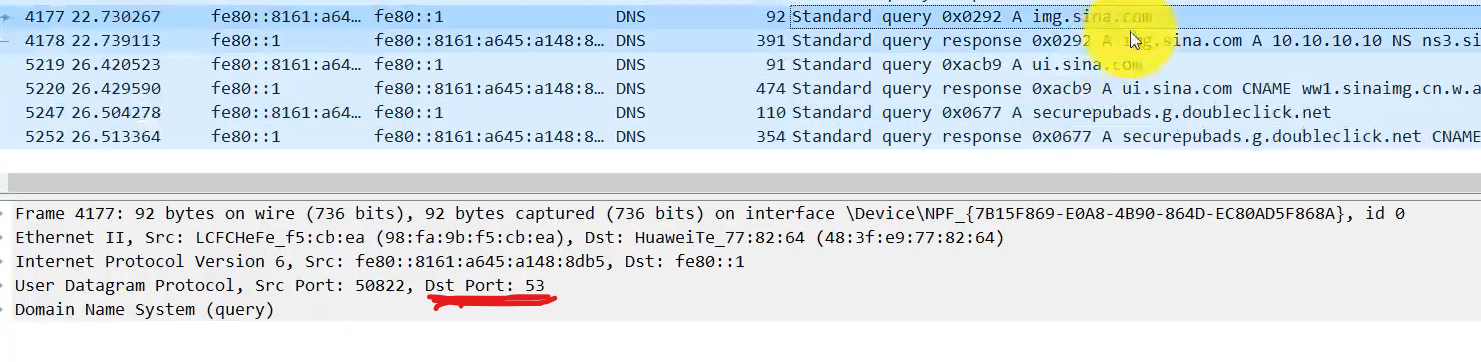 4177 22.730267 fe80::8161:a64… fe80::1 DNS 92 Standard query 0x0292 A img.sina.com
4178 22.739113 fe80::1 fe80::8161:a645:a148:8… DNS 391 Standard query response 0x0292 A img.sina.com A 10.10.10.10 NS ns3.si
5219 26.420523 fe80::8161:a64… fe80::1 DNS 91 Standard query 0xacb9 A ui.sina.com
5220 26.429590 fe80::1 fe80::8161:a645:a148:8… DNS 474 Standard query response 0xacb9 A ui.sina.com CNAME ww1.sinaimg.cn.w.a
5247 26.504278 fe80::8161:a64… fe80::1 DNS 110 Standard query 0x0677 A securepubads.g.doubleclick.net
5252 26.513364 fe80::1 fe80::8161:a645:a148:8… DNS 354 Standard query response 0x0677 A securepubads.g.doubleclick.net CNAME
Frame 4177: 92 bytes on wire (736 bits), 92 bytes captured (736 bits) on interface \Device\NPF_{7B15F869-E0A8-4B90-864D-EC80AD5F868A}, id 0
Ethernet II, Src: LCFCHeFe_f5:cb:ea (98:fa:9b:f5:cb:ea), Dst: HuaweiTe_77:82:64 (48:3f:e9:77:82:64)
Internet Protocol Version 6, Src: fe80::8161:a645:a148:8db5, Dst: fe80::1
User Datagram Protocol, Src Port: 50822, Dst Port: 53
Domain Name System (query)